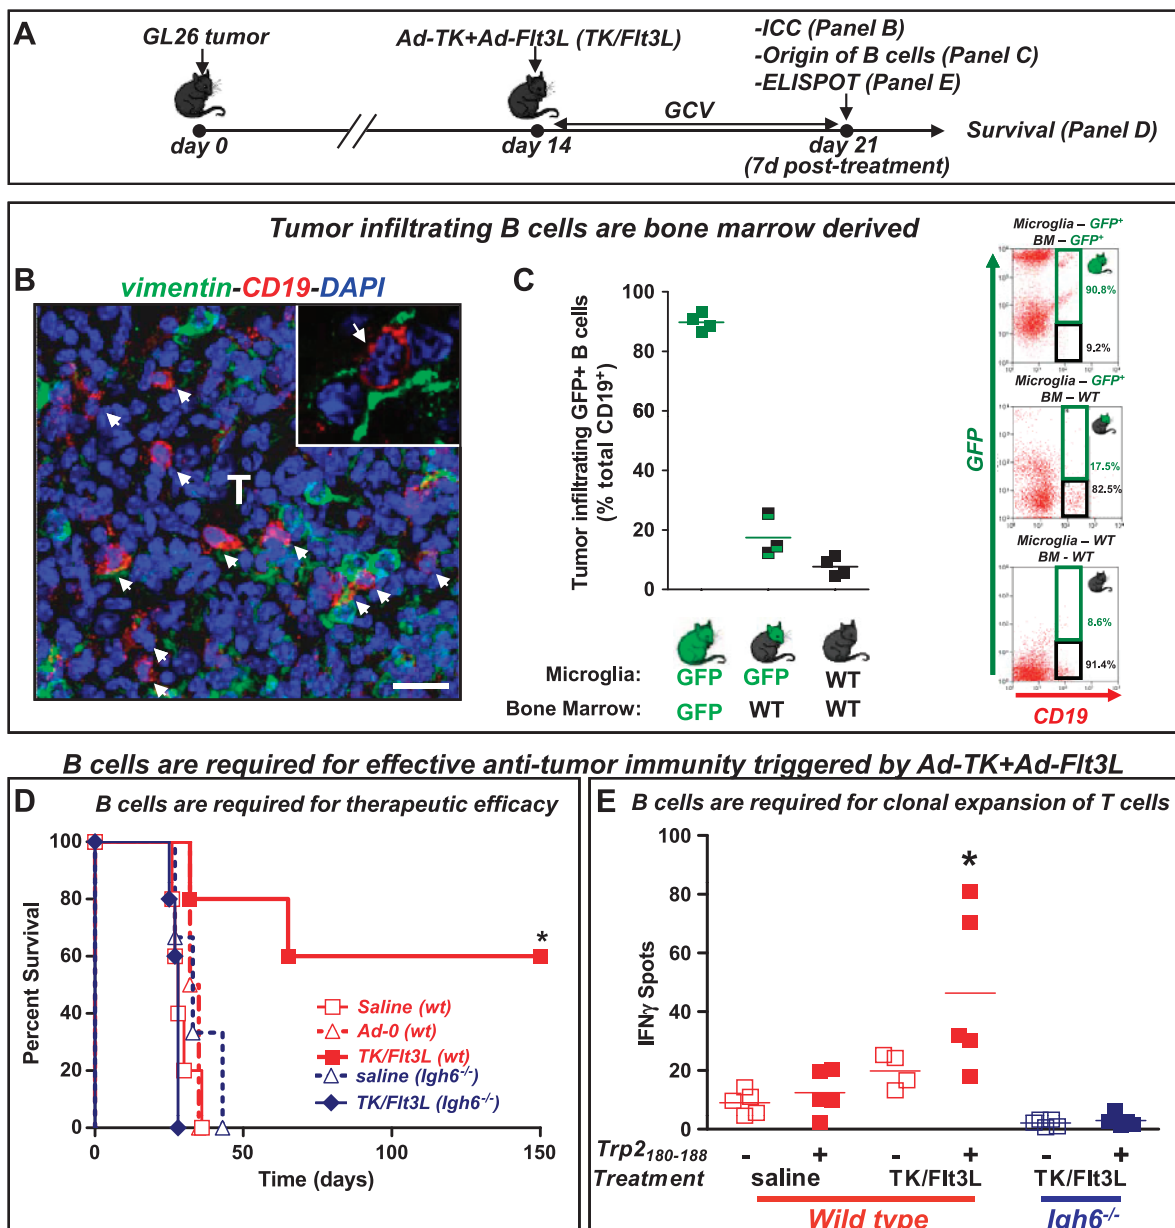 A
GL26 tumor
Ad-TK+Ad-Flt3L (TK/Flt3L)
-ICC (Panel B)
-Origin of B cells (Panel C)
-ELISPOT (Panel E)
GCV
Survival (Panel D)
day 0
day 14
day 21
(7d post-treatment)
Tumor infiltrating B cells are bone marrow derived
B
vimentin-CD19-DAPI
T
C
Tumor infiltrating GFP+ B cells
(% total CD19⁺)
100
80
60
40
20
0
Microglia: GFP GFP WT
Bone Marrow: GFP WT WT
Microglia – GFP⁺
BM – GFP⁺
90.8%
9.2%
Microglia – GFP⁺
BM – WT
17.5%
82.5%
Microglia – WT
BM - WT
8.6%
91.4%
GFP
CD19
B cells are required for effective anti-tumor immunity triggered by Ad-TK+Ad-Flt3L
D
B cells are required for therapeutic efficacy
Percent Survival
100
80
60
40
20
0
*
Saline (wt)
Ad-0 (wt)
TK/Flt3L (wt)
saline (Igh6⁻/⁻)
TK/Flt3L (Igh6⁻/⁻)
0 50 100 150
Time (days)
E
B cells are required for clonal expansion of T cells
IFNγ Spots
100
80
60
40
20
0
*
Trp2₁₈₀₋₁₈₈ - + - + - +
Treatment saline TK/Flt3L TK/Flt3L
Wild type Igh6⁻/⁻